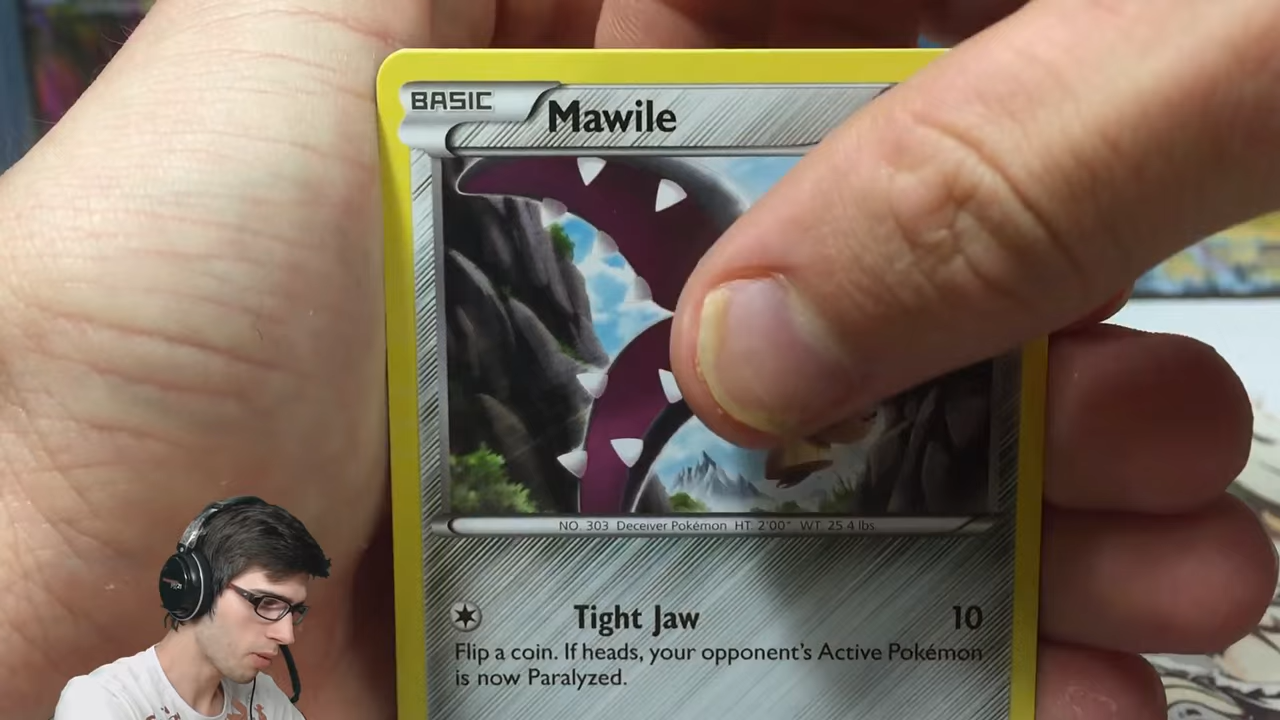 BASIC
Mawile
NO. 303 Deceiver Pokémon HT: 2'00" WT: 25.4 lbs.
Tight Jaw 10
Flip a coin. If heads, your opponent's Active Pokémon
is now Paralyzed.